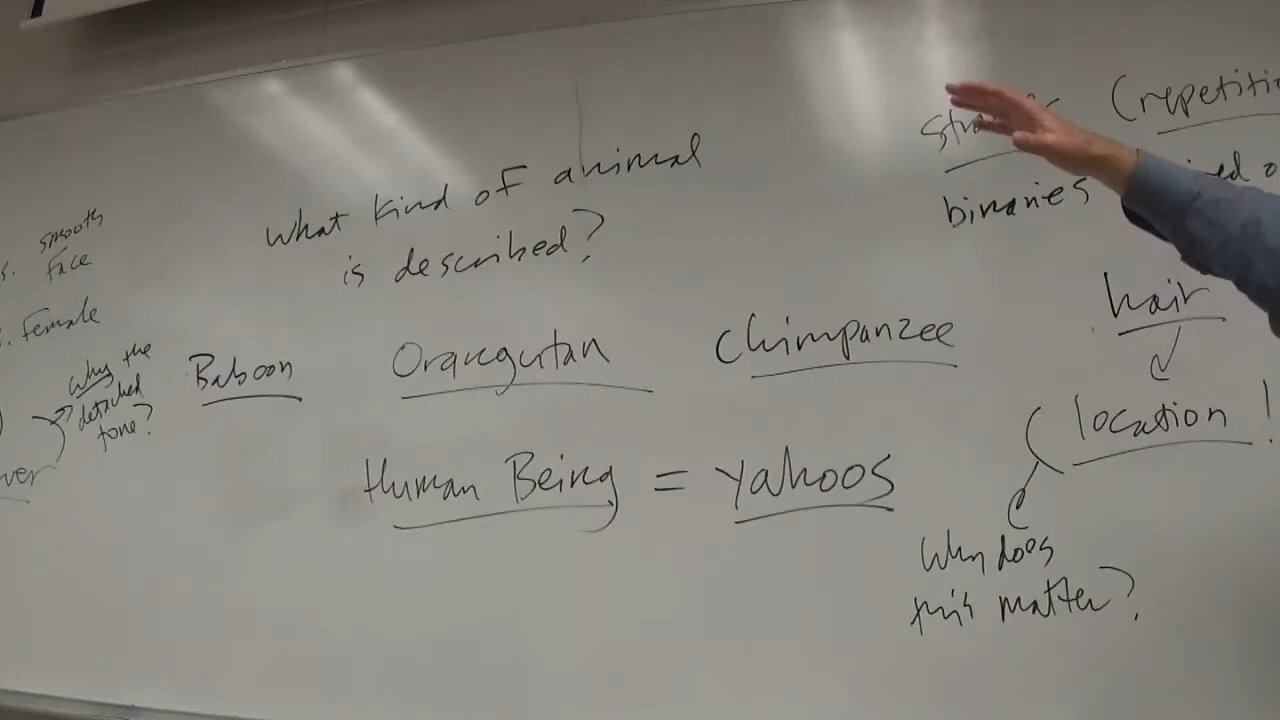 smooth
face
. female
Why the
detached
tone?
What kind of animal
is described?
Baboon
Orangutan
Chimpanzee
Human Being = Yahoos
(repetiti
binaries
hair
(location!
Why does
this matter?